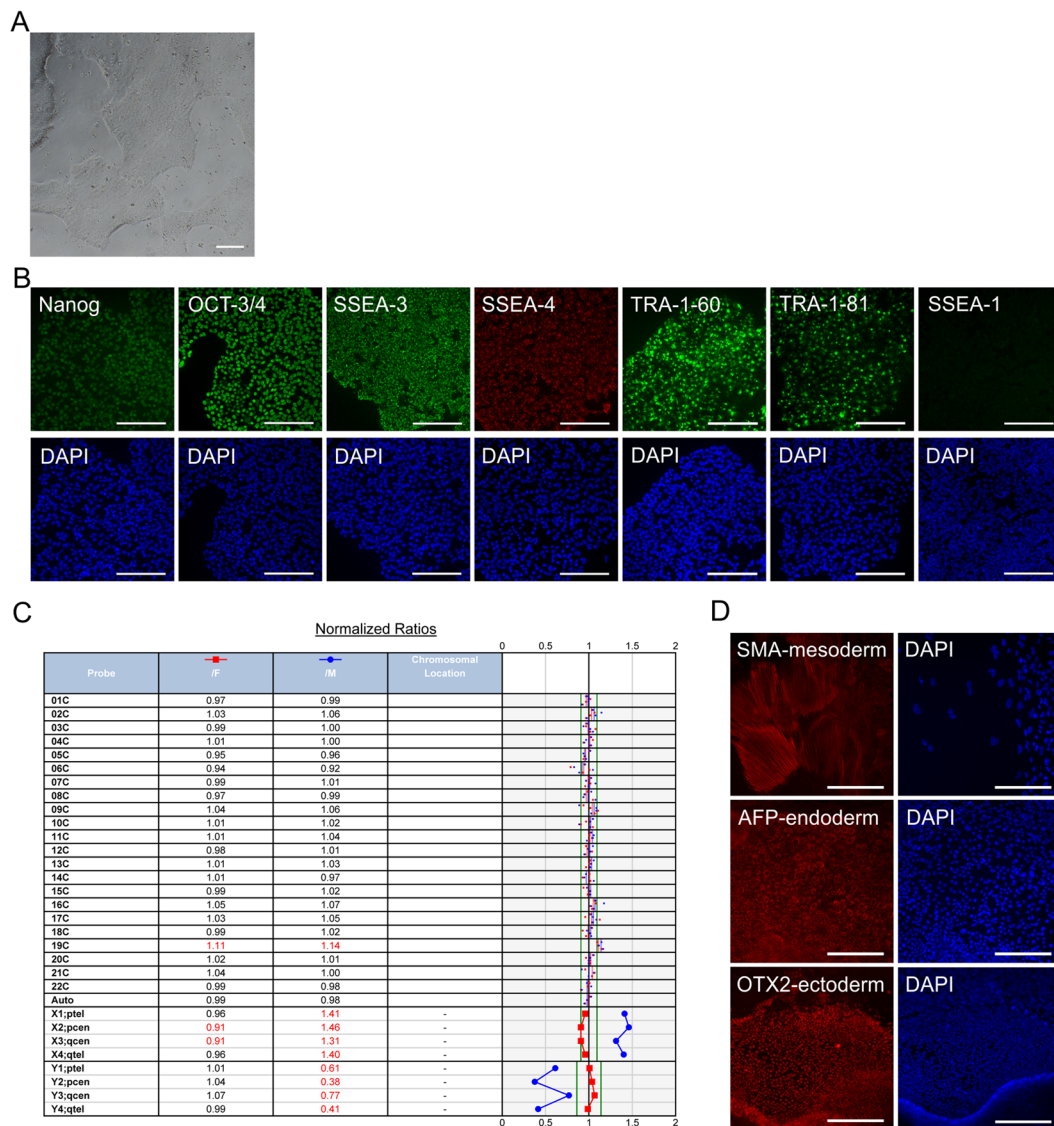 A
B
Nanog OCT-3/4 SSEA-3 SSEA-4 TRA-1-60 TRA-1-81 SSEA-1
DAPI DAPI DAPI DAPI DAPI DAPI DAPI
C
Normalized Ratios
0 0.5 1 1.5 2
Probe /F /M Chromosomal Location
01C 0.97 0.99
02C 1.03 1.06
03C 0.99 1.00
04C 1.01 1.00
05C 0.95 0.96
06C 0.94 0.92
07C 0.99 1.01
08C 0.97 0.99
09C 1.04 1.06
10C 1.01 1.02
11C 1.01 1.04
12C 0.98 1.01
13C 1.01 1.03
14C 1.01 0.97
15C 0.99 1.02
16C 1.05 1.07
17C 1.03 1.05
18C 0.99 1.02
19C 1.11 1.14
20C 1.02 1.01
21C 1.04 1.00
22C 0.99 0.98
Auto 0.99 0.98
X1;ptel 0.96 1.41 -
X2;pcen 0.91 1.46 -
X3;qcen 0.91 1.31 -
X4;qtel 0.96 1.40 -
Y1;ptel 1.01 0.61 -
Y2;pcen 1.04 0.38 -
Y3;qcen 1.07 0.77 -
Y4;qtel 0.99 0.41 -
0 0.5 1 1.5 2
D
SMA-mesoderm DAPI
AFP-endoderm DAPI
OTX2-ectoderm DAPI